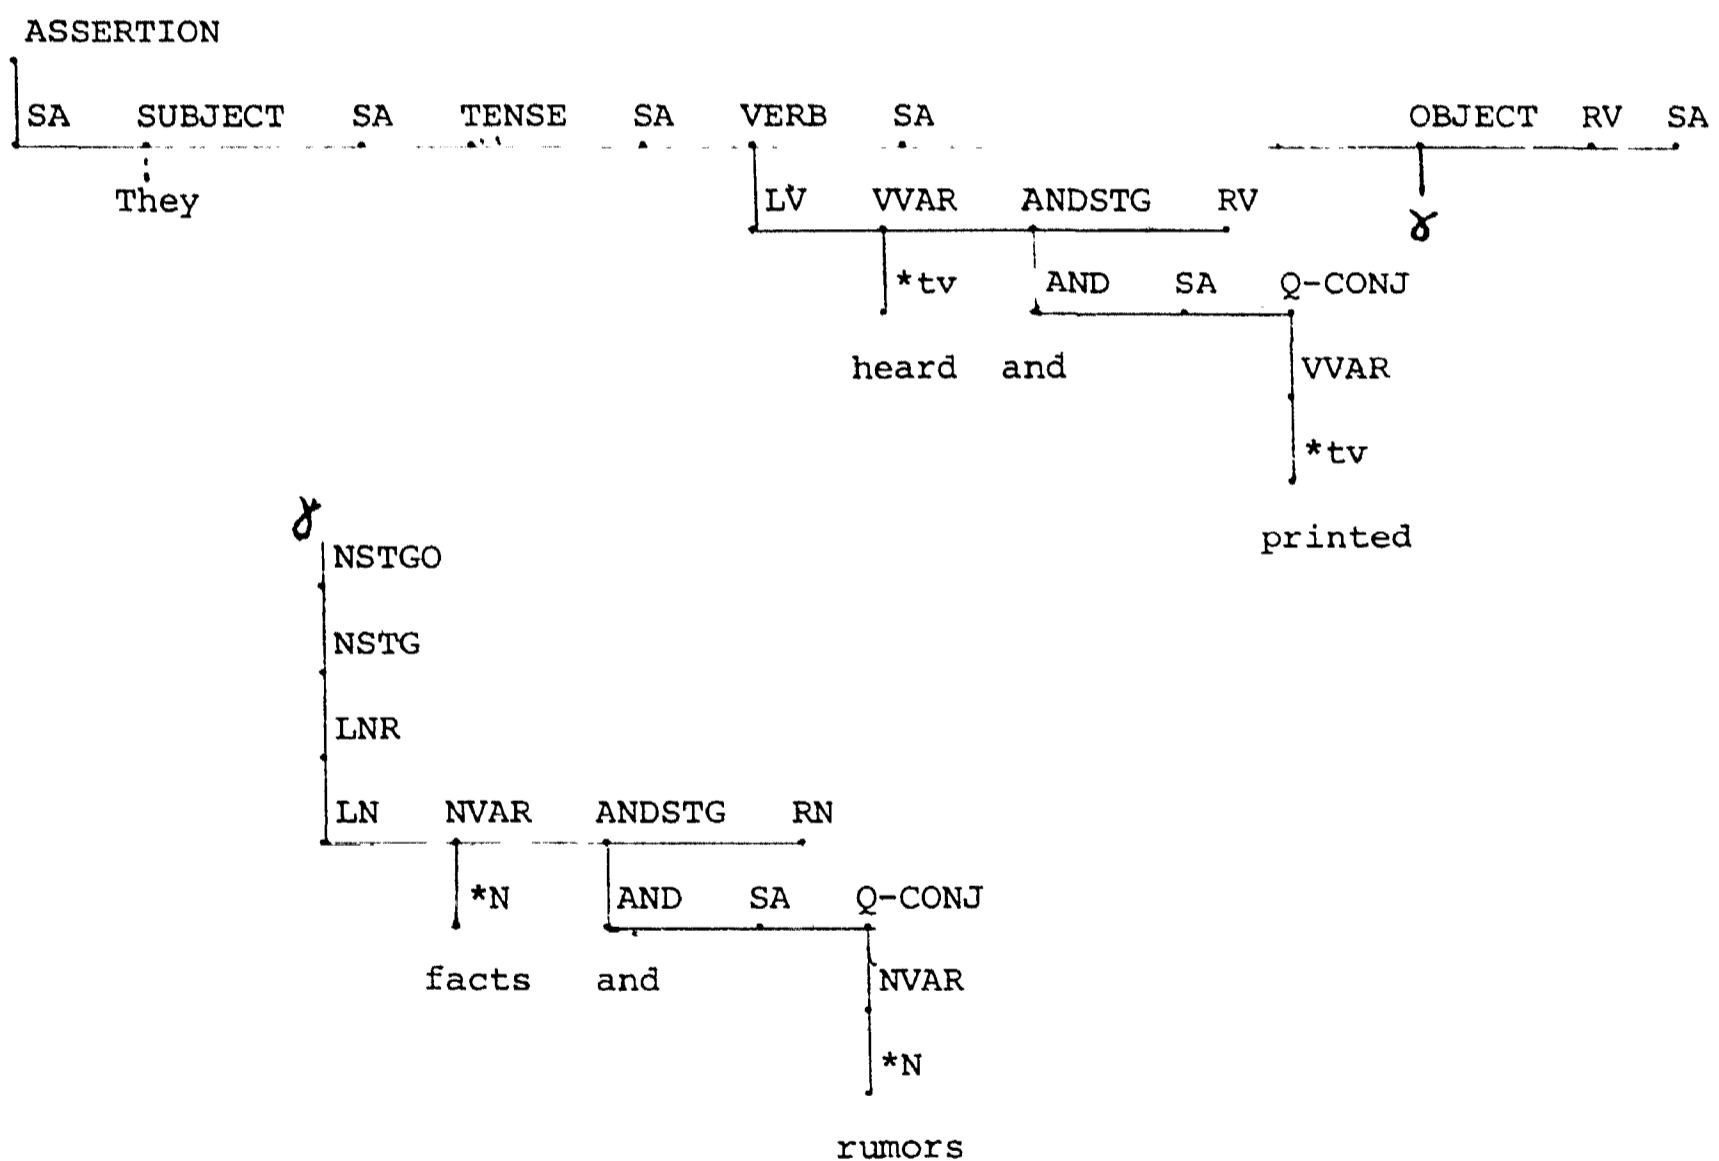 ASSERTION
SA SUBJECT SA TENSE SA VERB SA OBJECT RV SA
They LV VVAR ANDSTG RV γ
*tv AND SA Q-CONJ
heard and VVAR
*tv
γ
printed
NSTGO
NSTG
LNR
LN NVAR ANDSTG RN
*N AND SA Q-CONJ
facts and NVAR
*N
rumors